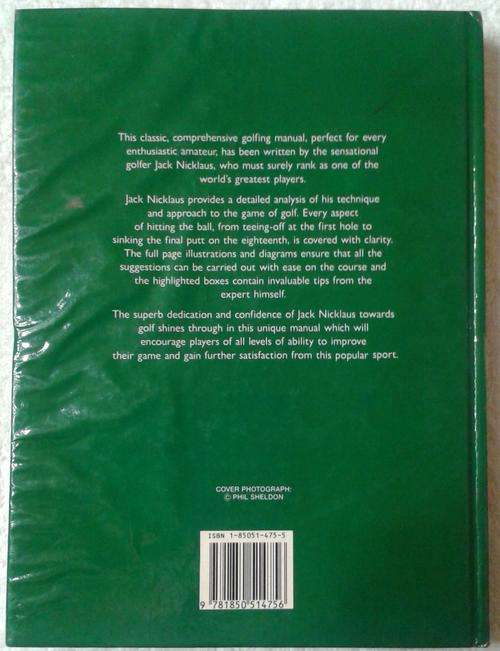 This classic, comprehensive golfing manual, perfect for every
enthusiastic amateur, has been written by the sensational
golfer Jack Nicklaus, who must surely rank as one of the
world's greatest players.
Jack Nicklaus provides a detailed analysis of his technique
and approach to the game of golf. Every aspect
of hitting the ball, from teeing-off at the first hole to
sinking the final putt on the eighteenth, is covered with clarity.
The full page illustrations and diagrams ensure that all the
suggestions can be carried out with ease on the course and
the highlighted boxes contain invaluable tips from the
expert himself.
The superb dedication and confidence of Jack Nicklaus towards
golf shines through in this unique manual which will
encourage players of all levels of ability to improve
their game and gain further satisfaction from this popular sport.
COVER PHOTOGRAPH:
© PHIL SHELDON
ISBN 1-85051-475-5
9 781850 514756